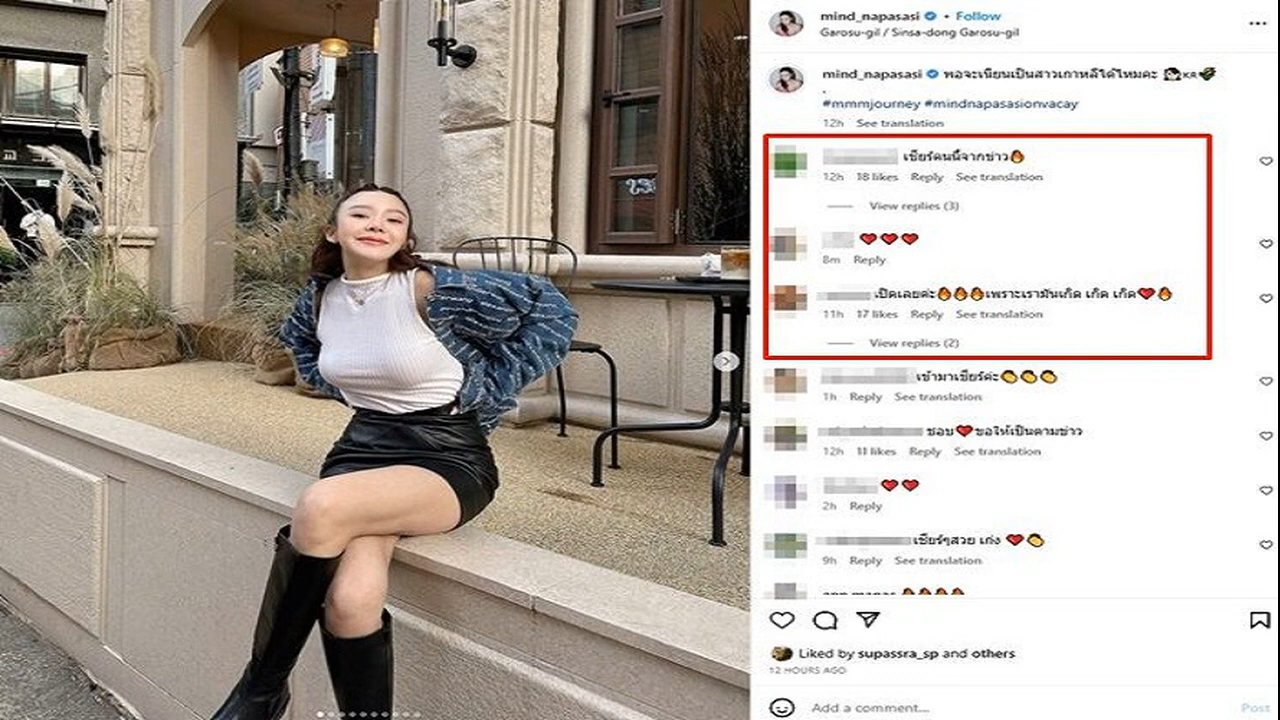 mind_napasasi • Follow
Garosu-gil / Sinsa-dong Garosu-gil
mind_napasasi พอจะเนียนเป็นสาวเกาหลีได้ไหมคะ
.
#mmmjourney #mindnapasasionvacay
12h See translation
เชียร์คนนี้จากข่าว
12h 18 likes Reply See translation
View replies (3)
8m Reply
เปิดเลยค่ะ🔥🔥🔥เพราะเรามันเกิด เกิด เกิด❤️🔥
11h 17 likes Reply See translation
View replies (2)
เข้ามาเชียร์ค่ะ
1h Reply See translation
ชอบ❤️ขอให้เป็นตามข่าว
12h 11 likes Reply See translation
2h Reply
เชียร์ๆสวย เก่ง
9h Reply See translation
Liked by supassra_sp and others
12 HOURS AGO
Add a comment... Post